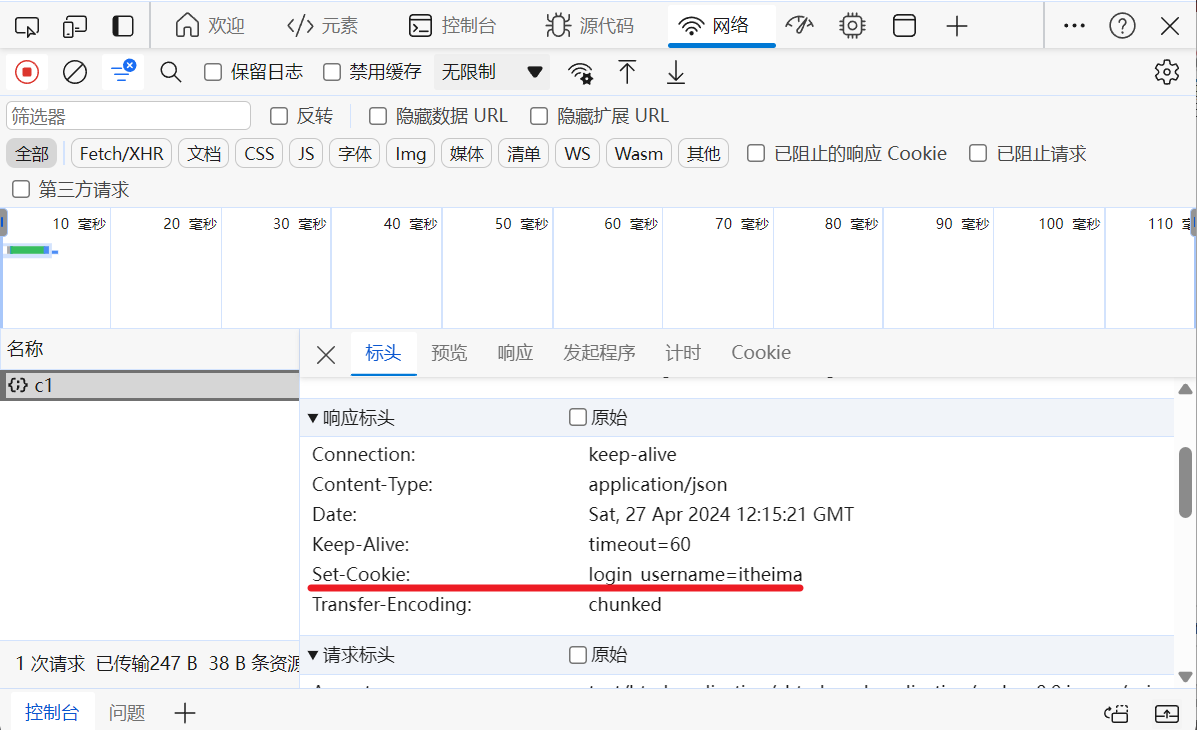 欢迎 元素 控制台 源代码 网络
保留日志 禁用缓存 无限制
筛选器 反转 隐藏数据 URL 隐藏扩展 URL
全部 Fetch/XHR 文档 CSS JS 字体 Img 媒体 清单 WS Wasm 其他 已阻止的响应 Cookie 已阻止请求
第三方请求
10 毫秒 20 毫秒 30 毫秒 40 毫秒 50 毫秒 60 毫秒 70 毫秒 80 毫秒 90 毫秒 100 毫秒 110
名称 标头 预览 响应 发起程序 计时 Cookie
c1
响应标头 原始
Connection: keep-alive
Content-Type: application/json
Date: Sat, 27 Apr 2024 12:15:21 GMT
Keep-Alive: timeout=60
Set-Cookie: login_username=itheima
Transfer-Encoding: chunked
请求标头 原始
1 次请求 已传输247 B 38 B 条资源
控制台 问题